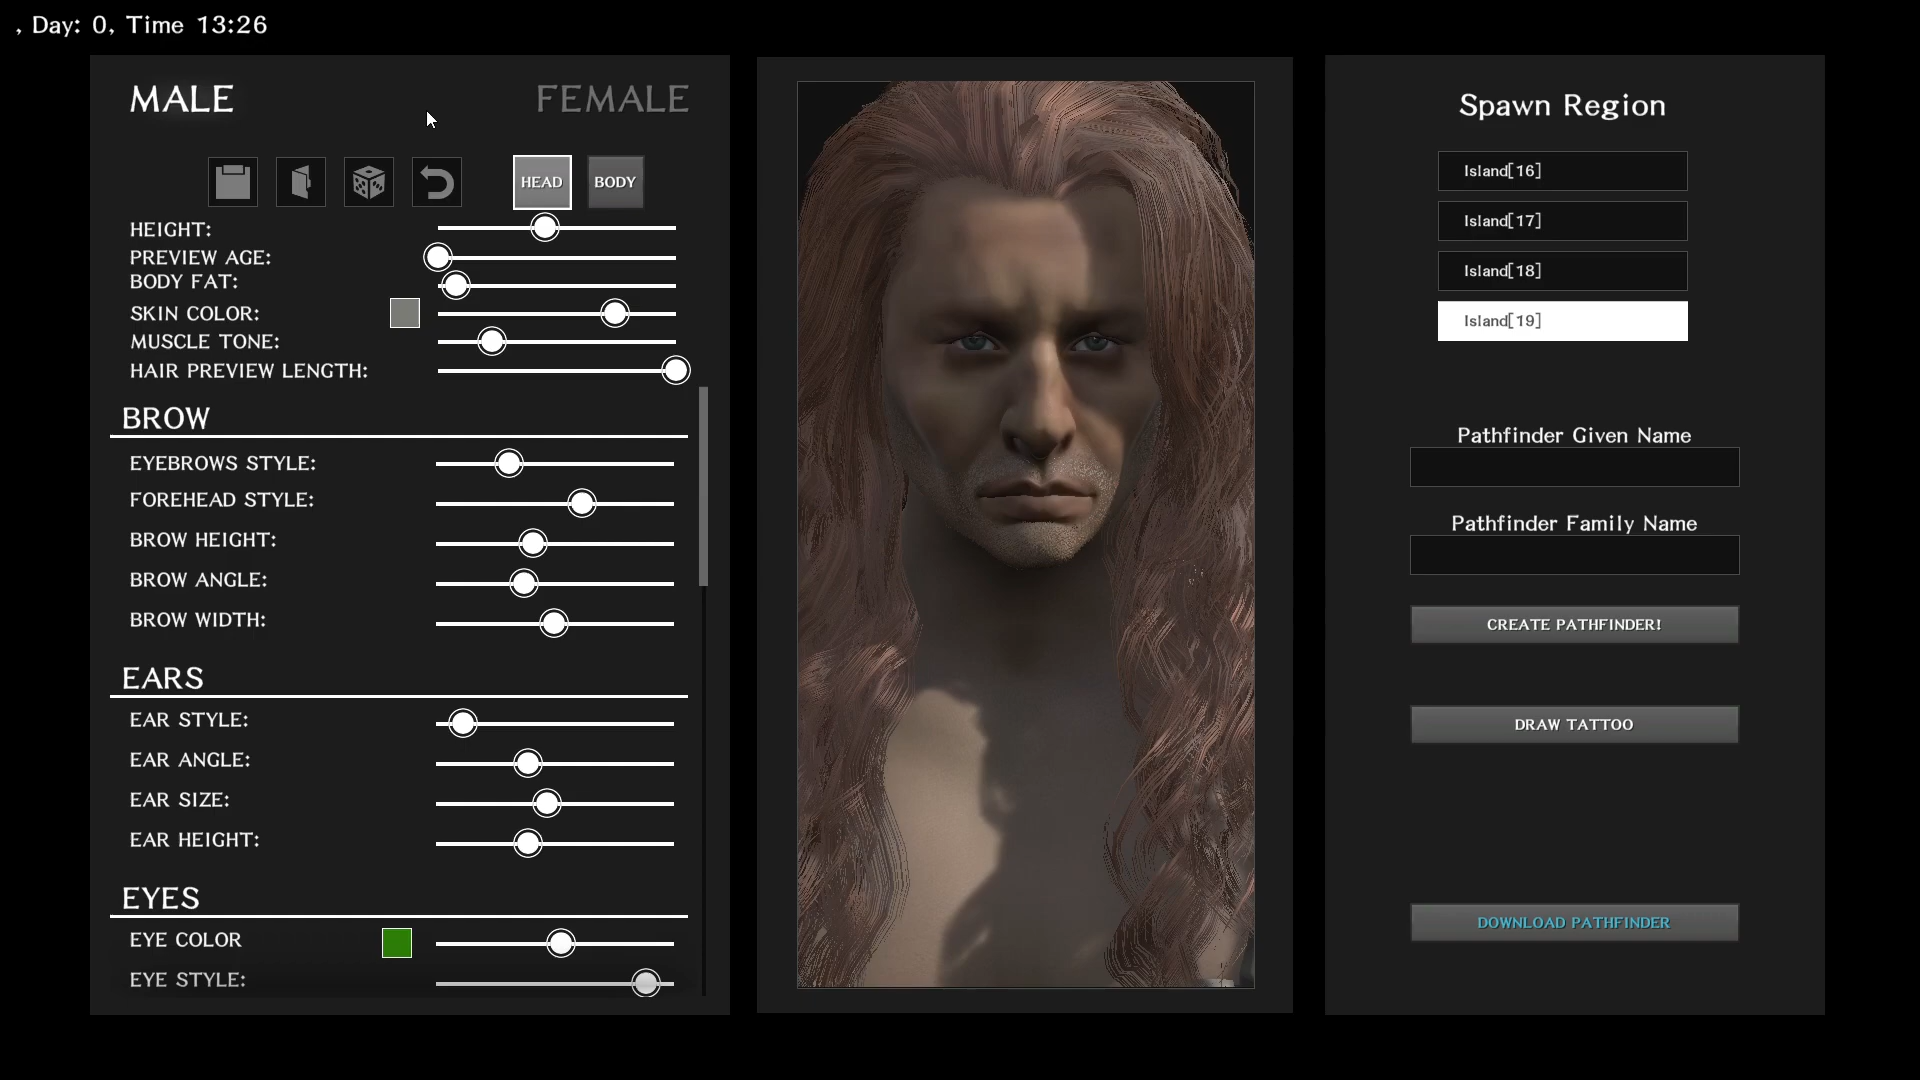 , Day: 0, Time 13:26
MALE
FEMALE
HEAD
BODY
HEIGHT:
PREVIEW AGE:
BODY FAT:
SKIN COLOR:
MUSCLE TONE:
HAIR PREVIEW LENGTH:
BROW
EYEBROWS STYLE:
FOREHEAD STYLE:
BROW HEIGHT:
BROW ANGLE:
BROW WIDTH:
EARS
EAR STYLE:
EAR ANGLE:
EAR SIZE:
EAR HEIGHT:
EYES
EYE COLOR
EYE STYLE:
Spawn Region
Island[16]
Island[17]
Island[18]
Island[19]
Pathfinder Given Name
Pathfinder Family Name
CREATE PATHFINDER!
DRAW TATTOO
DOWNLOAD PATHFINDER